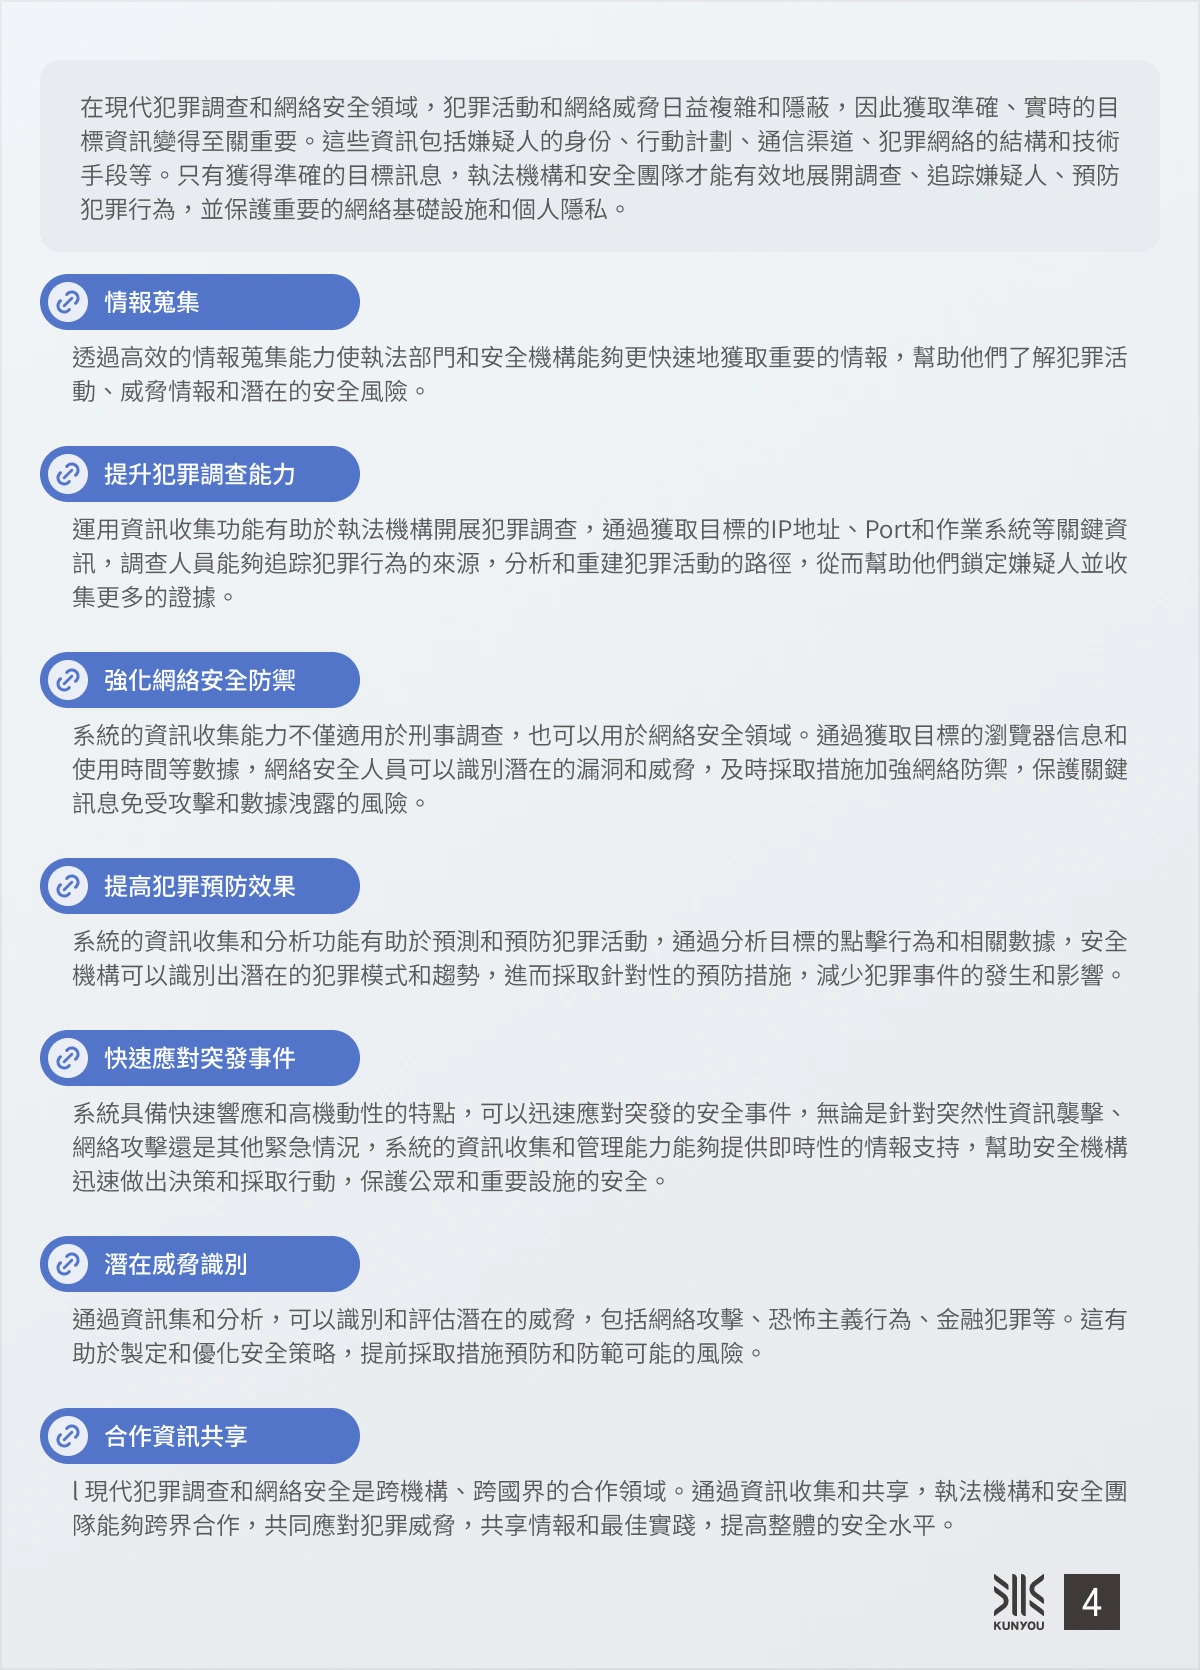 在現代犯罪調查和網絡安全領域，犯罪活動和網絡威脅日益複雜和隱蔽，因此獲取準確、實時的目
標資訊變得至關重要。這些資訊包括嫌疑人的身份、行動計劃、通信渠道、犯罪網絡的結構和技術
手段等。只有獲得準確的目標訊息，執法機構和安全團隊才能有效地展開調查、追踪嫌疑人、預防
犯罪行為，並保護重要的網絡基礎設施和個人隱私。
情報蒐集
透過高效的情報蒐集能力使執法部門和安全機構能夠更快速地獲取重要的情報，幫助他們了解犯罪活
動、威脅情報和潛在的安全風險。
提升犯罪調查能力
運用資訊收集功能有助於執法機構開展犯罪調查，通過獲取目標的IP地址、Port和作業系統等關鍵資
訊，調查人員能夠追踪犯罪行為的來源，分析和重建犯罪活動的路徑，從而幫助他們鎖定嫌疑人並收
集更多的證據。
強化網絡安全防禦
系統的資訊收集能力不僅適用於刑事調查，也可以用於網絡安全領域。通過獲取目標的瀏覽器信息和
使用時間等數據，網絡安全人員可以識別潛在的漏洞和威脅，及時採取措施加強網絡防禦，保護關鍵
訊息免受攻擊和數據洩露的風險。
提高犯罪預防效果
系統的資訊收集和分析功能有助於預測和預防犯罪活動，通過分析目標的點擊行為和相關數據，安全
機構可以識別出潛在的犯罪模式和趨勢，進而採取針對性的預防措施，減少犯罪事件的發生和影響。
快速應對突發事件
系統具備快速響應和高機動性的特點，可以迅速應對突發的安全事件，無論是針對突然性資訊襲擊、
網絡攻擊還是其他緊急情況，系統的資訊收集和管理能力能夠提供即時性的情報支持，幫助安全機構
迅速做出決策和採取行動，保護公眾和重要設施的安全。
潛在威脅識別
通過資訊集和分析，可以識別和評估潛在的威脅，包括網絡攻擊、恐怖主義行為、金融犯罪等。這有
助於製定和優化安全策略，提前採取措施預防和防範可能的風險。
合作資訊共享
l 現代犯罪調查和網絡安全是跨機構、跨國界的合作領域。通過資訊收集和共享，執法機構和安全團
隊能夠跨界合作，共同應對犯罪威脅，共享情報和最佳實踐，提高整體的安全水平。
KUNYOU
4